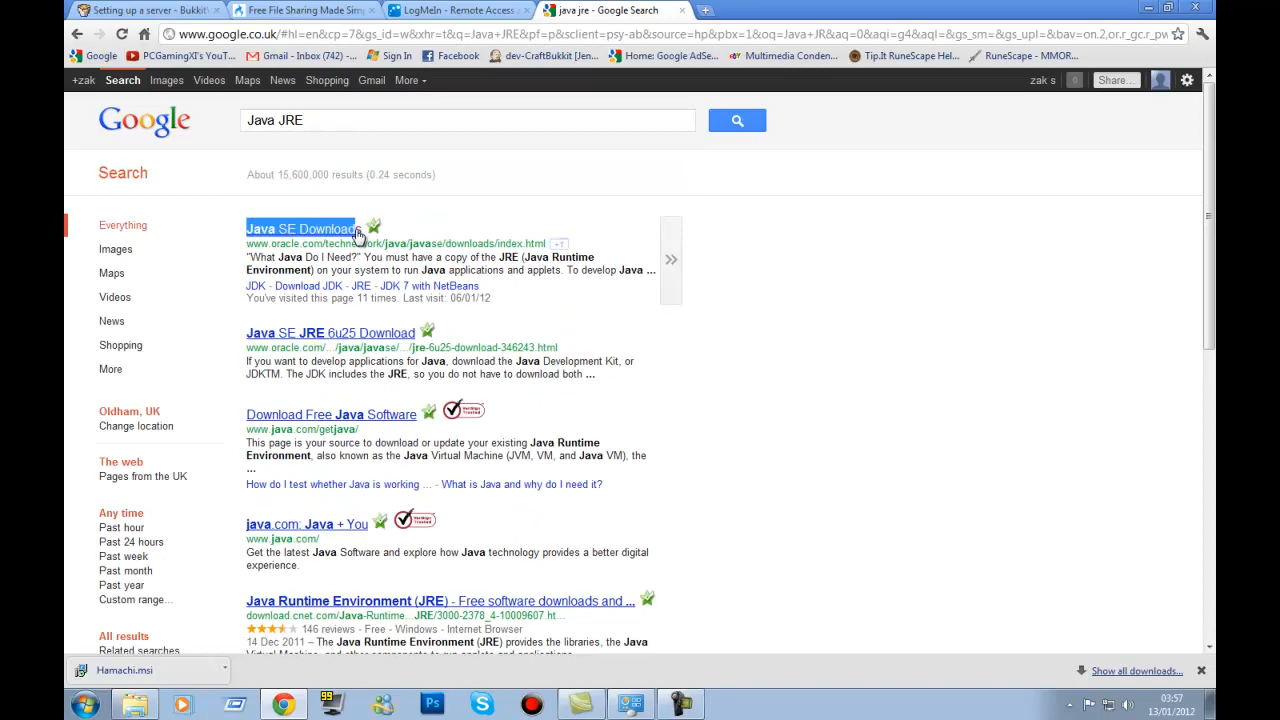 Setting up a server - Bukkit
Free File Sharing Made Sim
LogMeIn - Remote Access
java jre - Google Search
www.google.co.uk/#hl=en&cp=7&gs_id=w&xhr=t&q=Java+JRE&pf=p&sclient=psy-ab&source=hp&pbx=1&oq=Java+JR&aq=0&aqi=g4&aql=&gs_sm=&gs_upl=&bav=on.2,or.r_gc.r_pw
Google
PCGamingXI's You...
Gmail - Inbox (742) -...
Sign In
Facebook
dev-CraftBukkit [Jen...
Home: Google AdSe...
Multimedia Conden...
Tip.It RuneScape Hel...
RuneScape - MMOR...
+zak Search Images Videos Maps News Shopping Gmail More
zak s 0 Share...
Google
Java JRE
Search
About 15,600,000 results (0.24 seconds)
Everything
Images
Maps
Videos
News
Shopping
More
Oldham, UK
Change location
The web
Pages from the UK
Any time
Past hour
Past 24 hours
Past week
Past month
Past year
Custom range...
All results
Related searches
Java SE Downloads
www.oracle.com/technetwork/java/javase/downloads/index.html +1
"What Java Do I Need?" You must have a copy of the JRE (Java Runtime
Environment) on your system to run Java applications and applets. To develop Java ...
JDK - Download JDK - JRE - JDK 7 with NetBeans
You've visited this page 11 times. Last visit: 06/01/12
Java SE JRE 6u25 Download
www.oracle.com/.../java/javase/.../jre-6u25-download-346243.html
If you want to develop applications for Java, download the Java Development Kit, or
JDKTM. The JDK includes the JRE, so you do not have to download both ...
Download Free Java Software
www.java.com/getjava/
This page is your source to download or update your existing Java Runtime
Environment, also known as the Java Virtual Machine (JVM, VM, and Java VM), the
...
How do I test whether Java is working ... - What is Java and why do I need it?
java.com: Java + You
www.java.com/
Get the latest Java Software and explore how Java technology provides a better digital
experience.
Java Runtime Environment (JRE) - Free software downloads and ...
download.cnet.com/Java-Runtime...JRE/3000-2378_4-10009607.ht...
146 reviews - Free - Windows - Internet Browser
14 Dec 2011 – The Java Runtime Environment (JRE) provides the libraries, the Java
Virtual Machine, and other components to run applets and applications
Hamachi.msi
Show all downloads...
99
Ps
03:57
13/01/2012